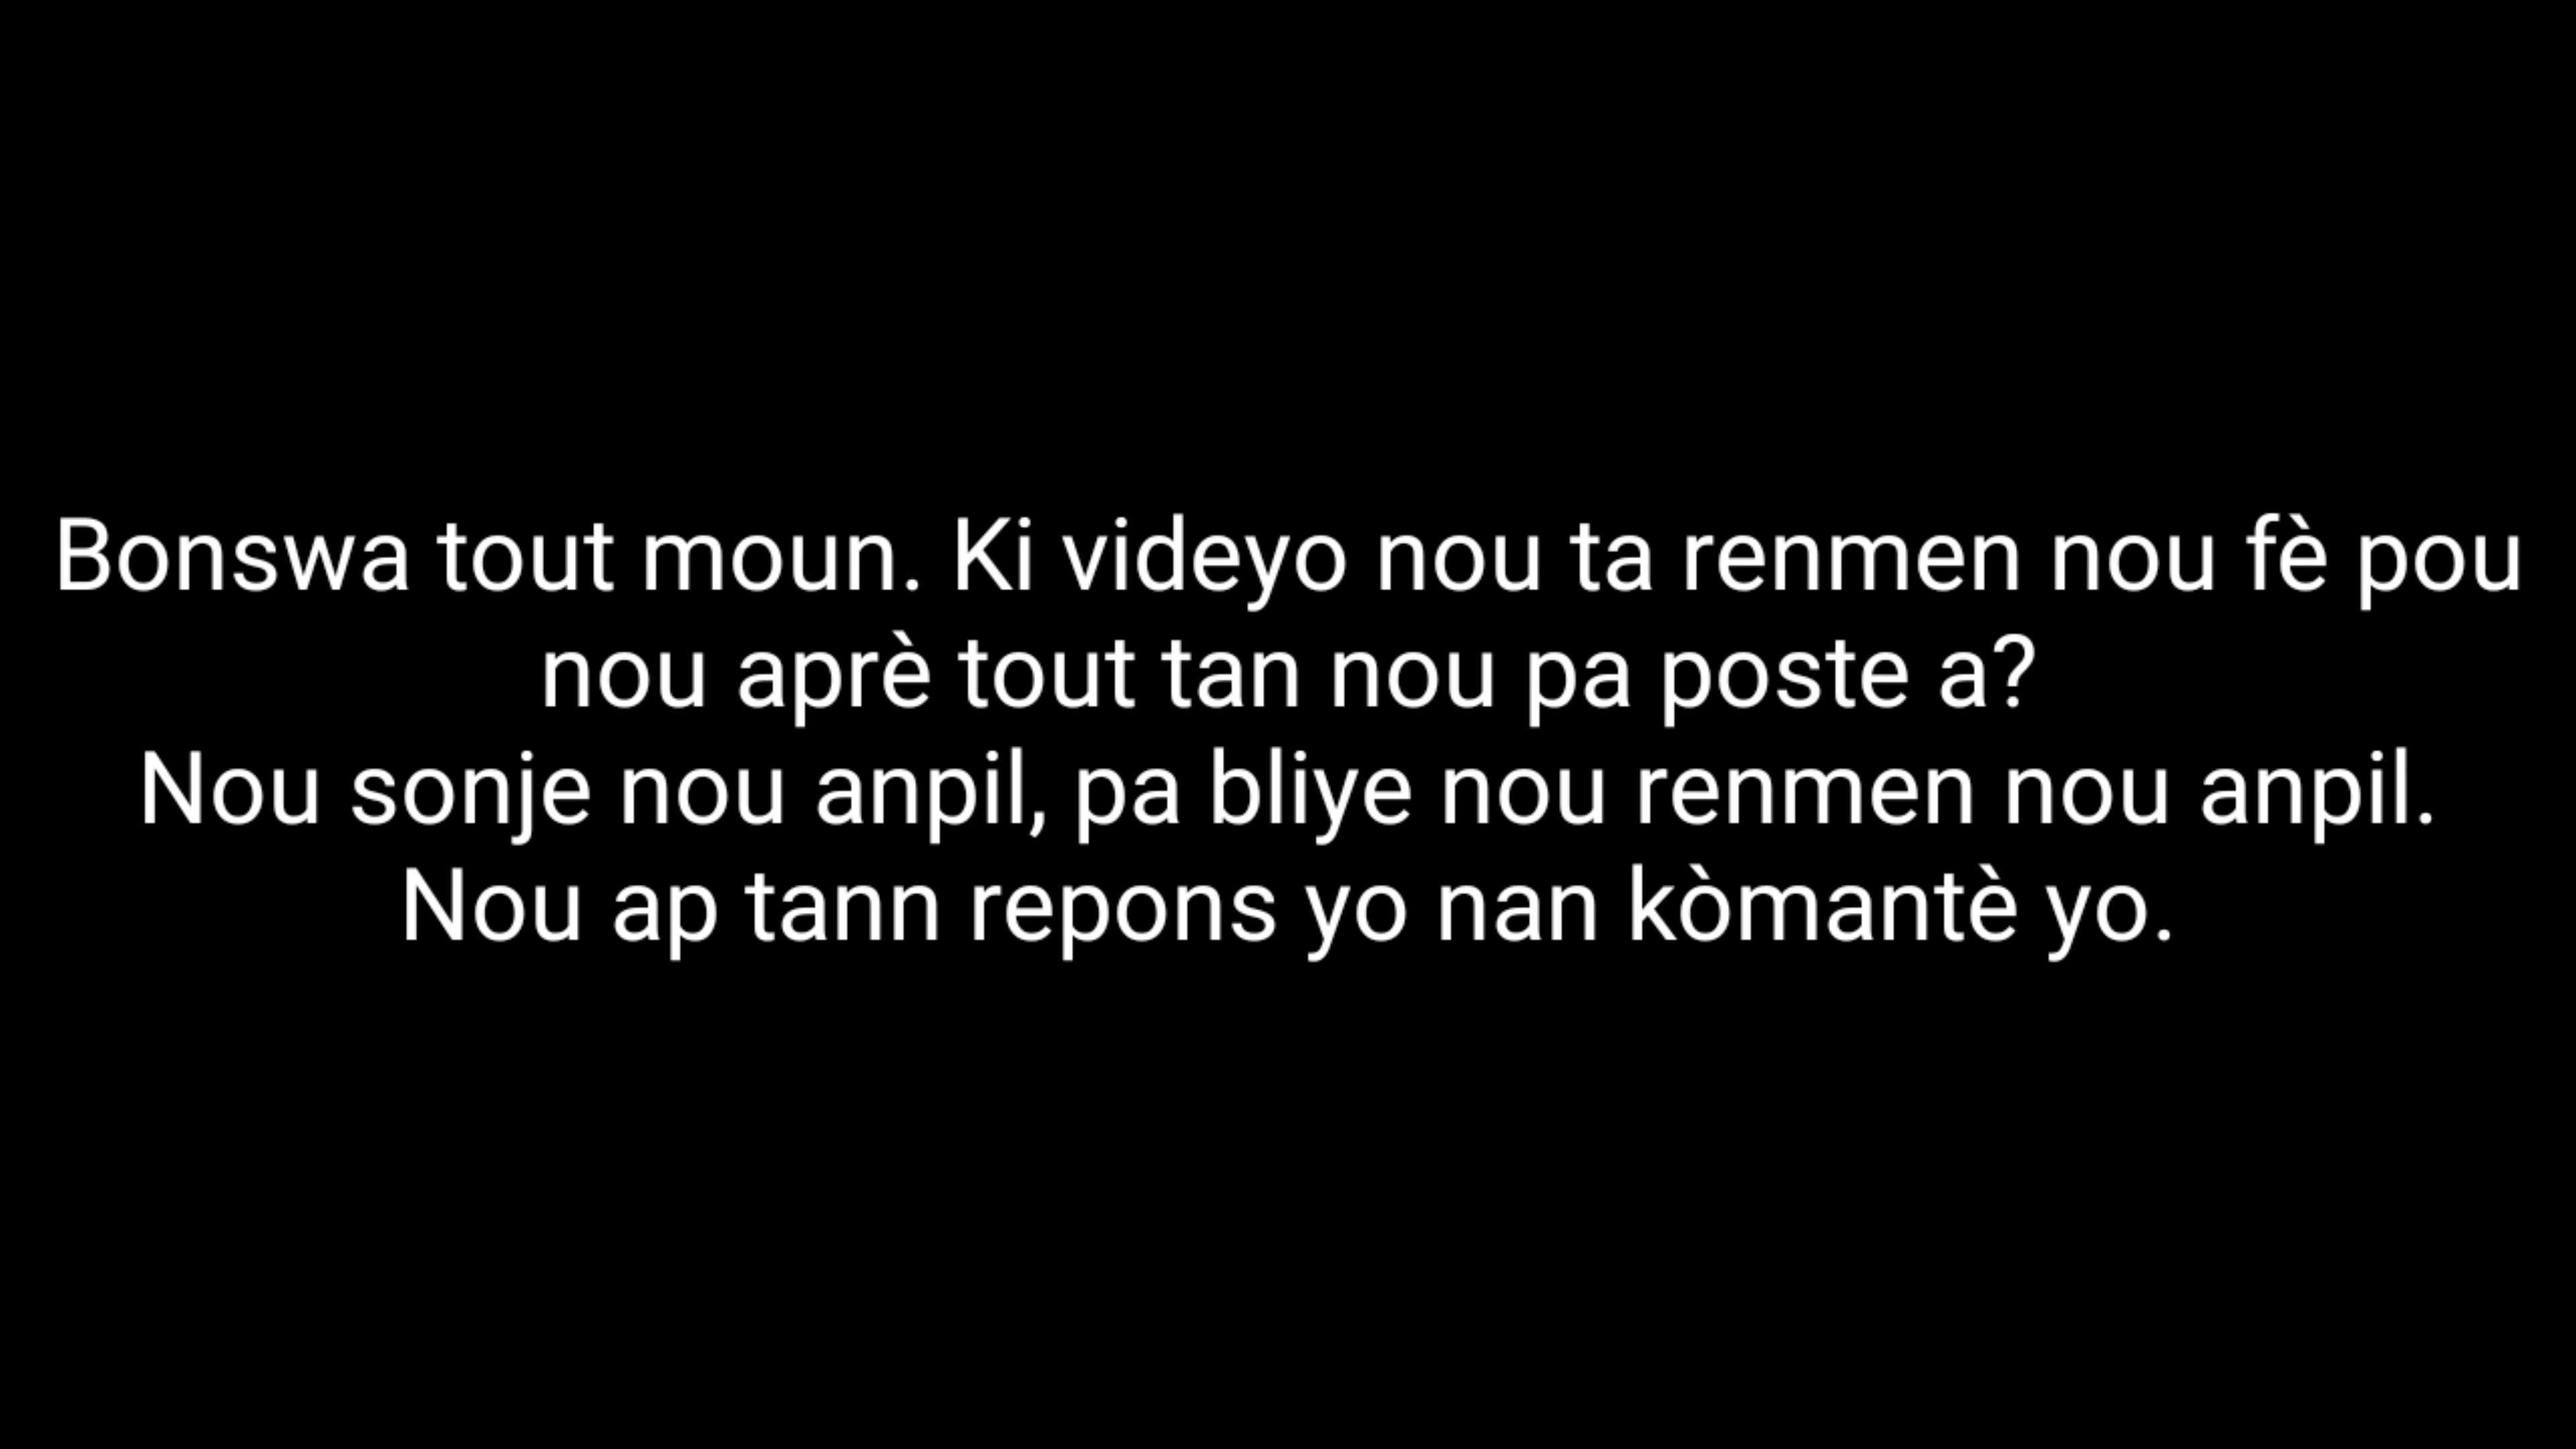 Bonswa tout moun. Ki videyo nou ta renmen nou fè pou
nou aprè tout tan nou pa poste a?
Nou sonje nou anpil, pa bliye nou renmen nou anpil.
Nou ap tann repons yo nan kòmantè yo.